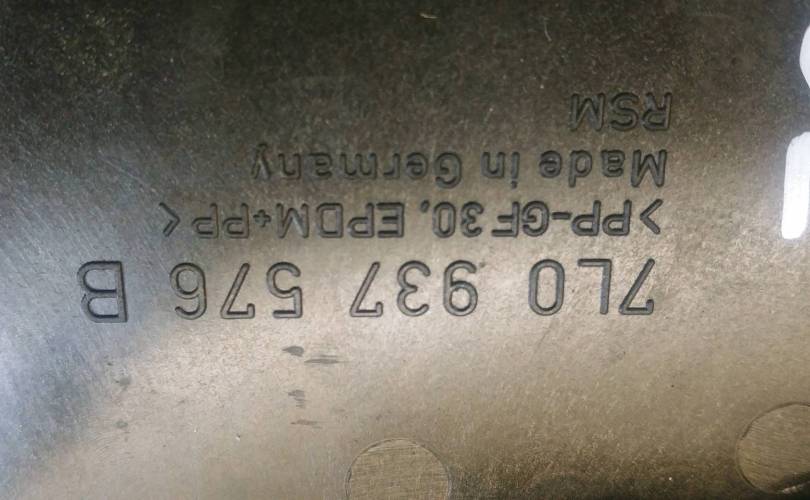 7L0 937 576 B
>PP-GF30, EPDM+PP<
Made in Germany
RSM